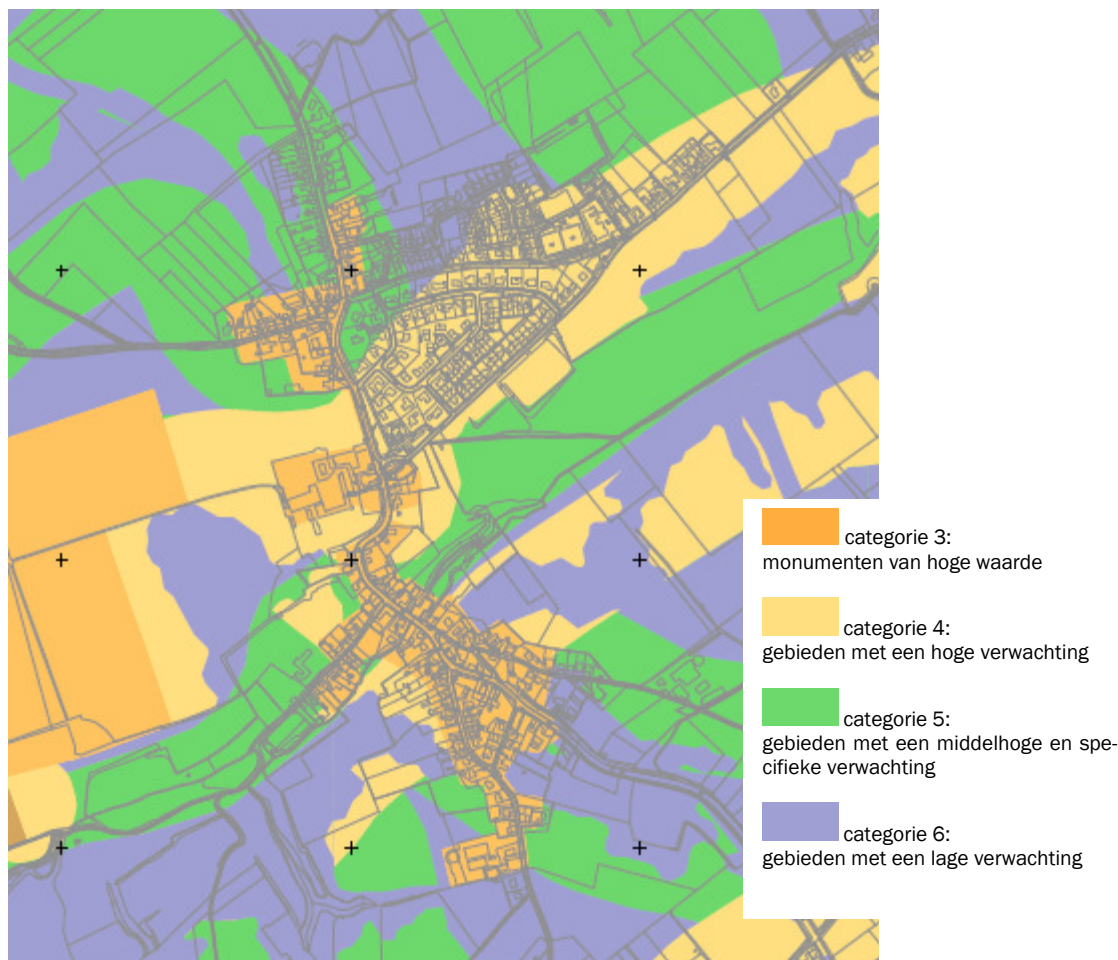 categorie 3:
monumenten van hoge waarde
categorie 4:
gebieden met een hoge verwachting
categorie 5:
gebieden met een middelhoge en spe-
cifieke verwachting
categorie 6:
gebieden met een lage verwachting